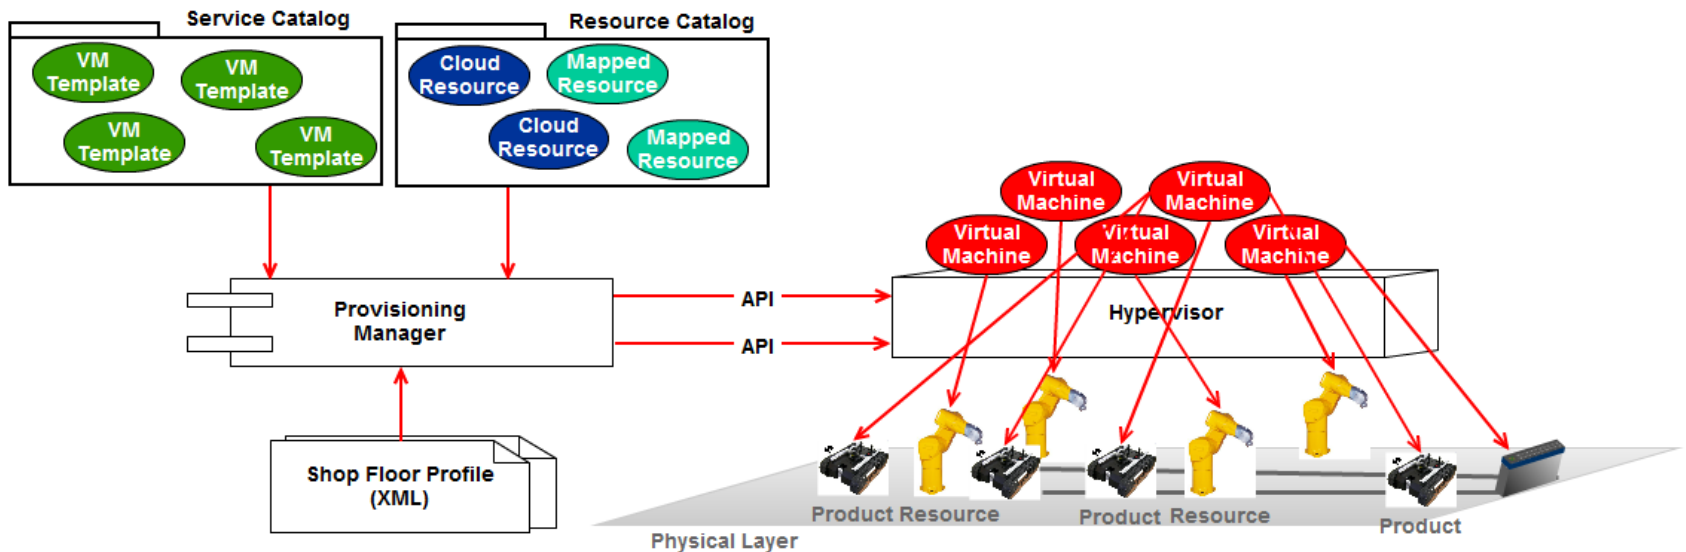 Service Catalog
Resource Catalog
VM
Template
VM
Template
VM
Template
VM
Template
Cloud
Resource
Mapped
Resource
Cloud
Resource
Mapped
Resource
Virtual
Machine
Virtual
Machine
Virtual
Machine
Virtual
Machine
Virtual
Machine
Provisioning
Manager
API
API
Hypervisor
Shop Floor Profile
(XML)
Product Resource
Product Resource
Product
Physical Layer